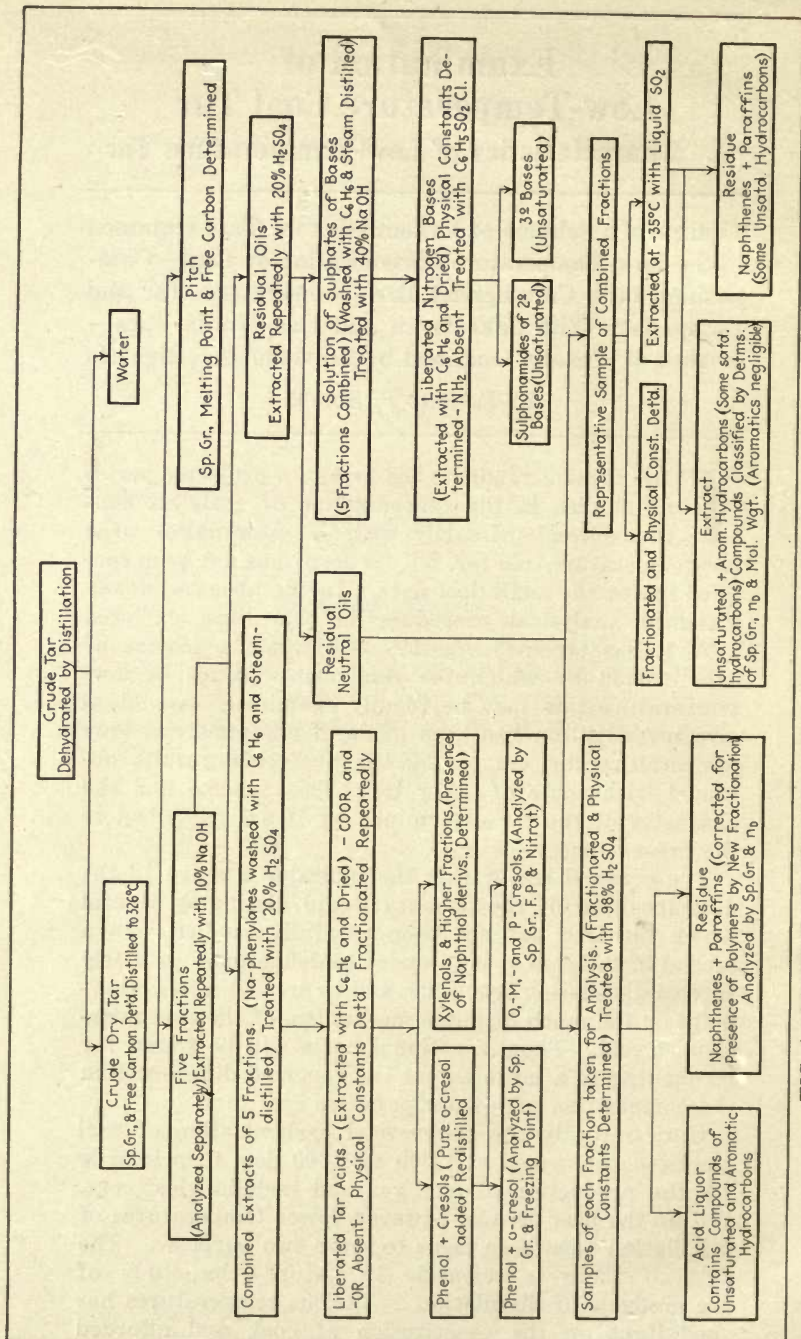 Crude Tar
Dehydrated by Distillation
Water
Crude Dry Tar
Sp.Gr., & Free Carbon Det'd. Distilled to 326°C
Pitch
Sp. Gr., Melting Point & Free Carbon Determined
Five Fractions
(Analyzed Separately) Extracted Repeatedly with 10% NaOH
Residual Oils
Extracted Repeatedly with 20% H2SO4
Combined Extracts of 5 Fractions. (Na-phenylates washed with C6H6 and Steam-
distilled) Treated with 20% H2SO4
Solution of Sulphates of Bases
(5 Fractions Combined) (Washed with C6H6 & Steam Distilled)
Treated with 40% NaOH
Residual
Neutral Oils
Liberated Tar Acids - (Extracted with C6H6 and Dried) - COOR and
-OR Absent. Physical Constants Det'd Fractionated Repeatedly
Liberated Nitrogen Bases
(Extracted with C6H6 and Dried) Physical Constants De-
termined - NH2 Absent Treated with C6H5SO2Cl.
Phenol + Cresols (Pure o-cresol
added) Redistilled
Xylenols & Higher Fractions. (Presence
of Naphthol derivs., Determined)
Sulphonamides of 2º
Bases (Unsaturated)
3º Bases
(Unsaturated)
Phenol + o-cresol (Analyzed by Sp.
Gr. & Freezing Point)
O,-M,- and P-Cresols. (Analyzed by
Sp Gr., F.P & Nitrat)
Samples of each Fraction taken for Analysis. (Fractionated & Physical
Constants Determined) Treated with 98% H2SO4
Representative Sample of Combined Fractions
Fractionated and Physical Const. Det'd.
Extracted at -35°C with Liquid SO2
Acid Liquor
Contains Compounds of
Unsaturated and Aromatic
Hydrocarbons
Residue
Naphthenes + Paraffins (Corrected for
Presence of Polymers by New Fractionation)
Analyzed by Sp.Gr & nD
Extract
Unsaturated + Arom. Hydrocarbons (Some satd.
hydrocarbons) Compounds Classified by Detms.
of Sp. Gr., nD & Mol. Wgt. (Aromatics negligible)
Residue
Naphthenes + Paraffins
(Some Unsatd. Hydrocarbons)